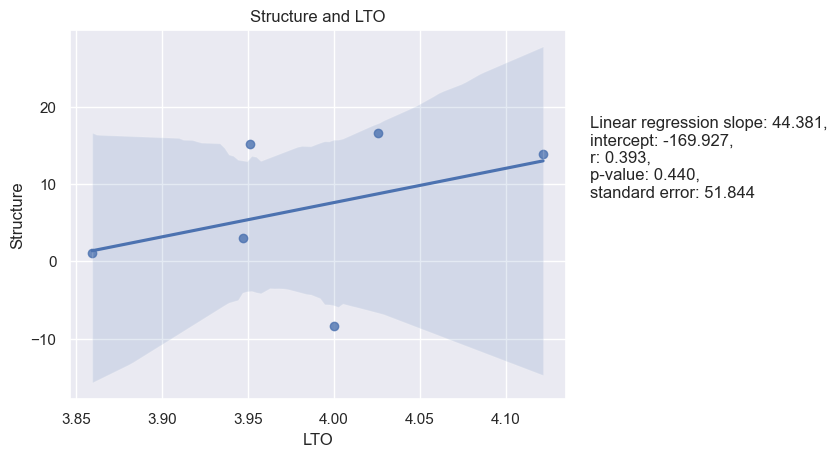 Structure and LTO
Structure
20
10
0
−10
3.85
3.90
3.95
4.00
4.05
4.10
LTO
Linear regression slope: 44.381,
intercept: -169.927,
r: 0.393,
p-value: 0.440,
standard error: 51.844